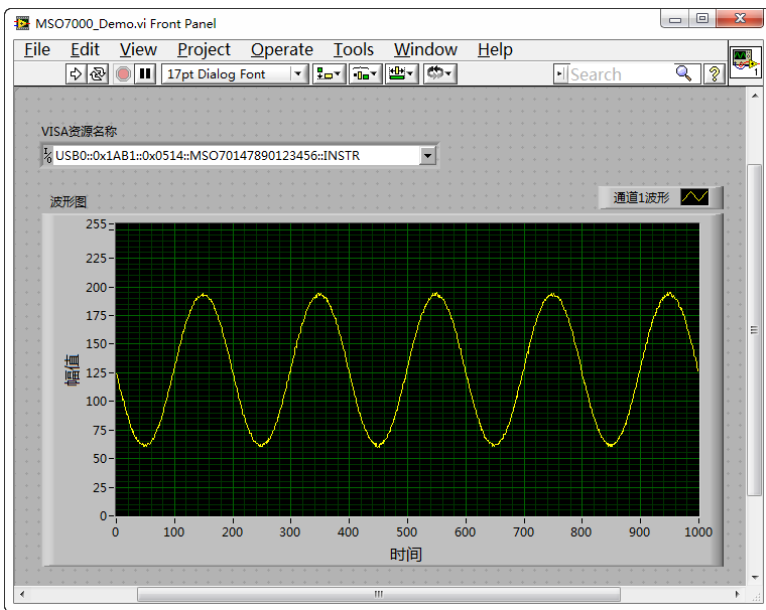 MSO7000_Demo.vi Front Panel
File Edit View Project Operate Tools Window Help
17pt Dialog Font
Search
1
VISA资源名称
USB0::0x1AB1::0x0514::MSO70147890123456::INSTR
波形图
通道1波形
255
225
200
175
150
125
100
75
50
25
0
幅值
0 100 200 300 400 500 600 700 800 900 1000
时间